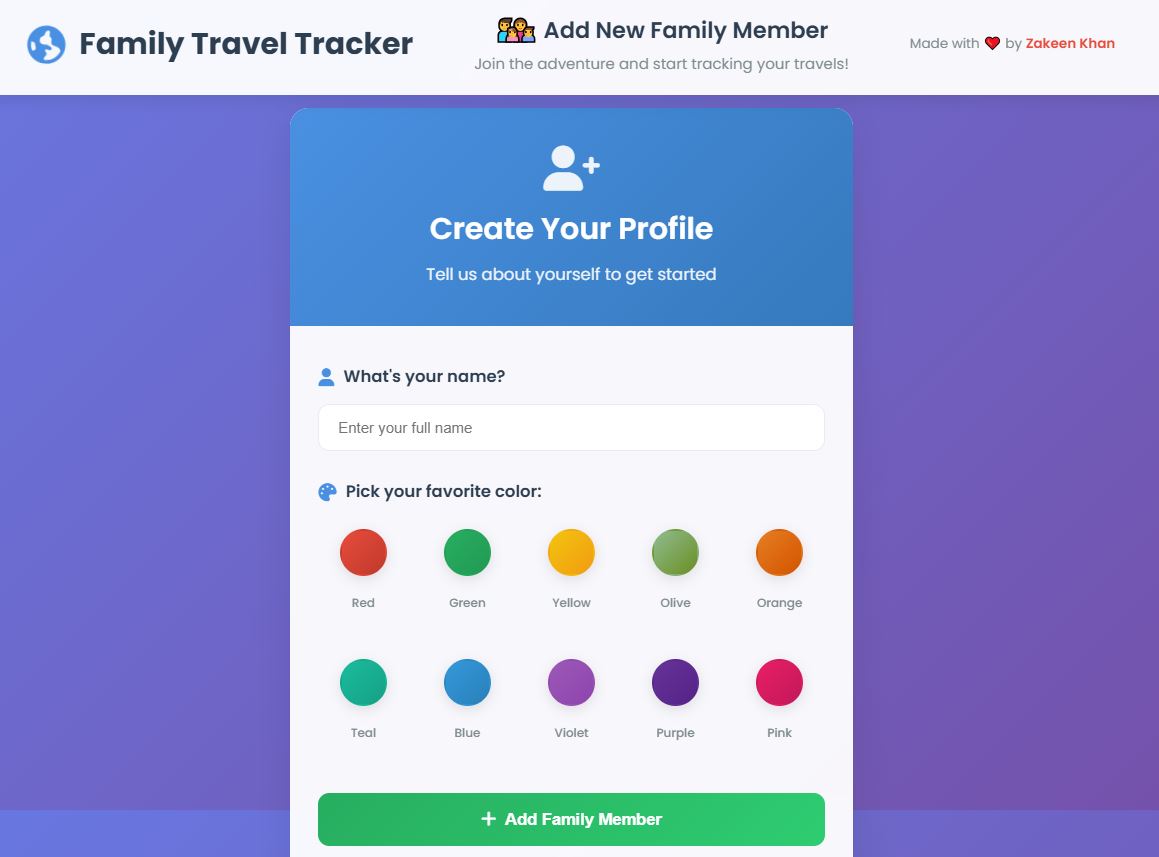 Family Travel Tracker
👨‍👩‍👧‍👦 Add New Family Member
Join the adventure and start tracking your travels!
Made with ❤️ by Zakeen Khan
Create Your Profile
Tell us about yourself to get started
What's your name?
Enter your full name
Pick your favorite color:
Red Green Yellow Olive Orange
Teal Blue Violet Purple Pink
+ Add Family Member